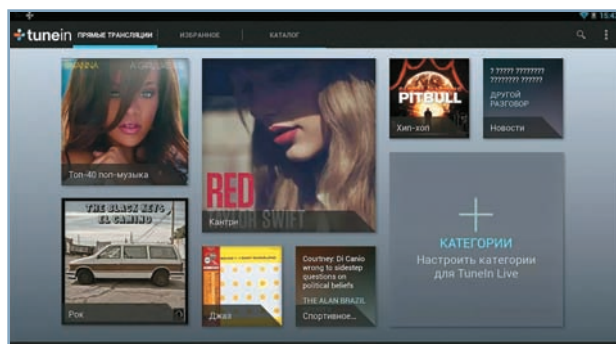 15:4
tunein ПРЯМЫЕ ТРАНСЛЯЦИИ ИЗБРАННОЕ КАТАЛОГ
Топ-40 поп-музыка
RED
TAYLOR SWIFT
Кантри
PITBULL
Хип-хоп
? ????? ????????
???????? ??????
ДРУГОЙ
РАЗГОВОР
Новости
THE BLACK KEYS
EL CAMINO
Рок
Джаз
Courtney: Di Canio
wrong to sidestep
questions on
political beliefs
THE ALAN BRAZIL
Спортивное...
КАТЕГОРИИ
Настроить категории
для TuneIn Live